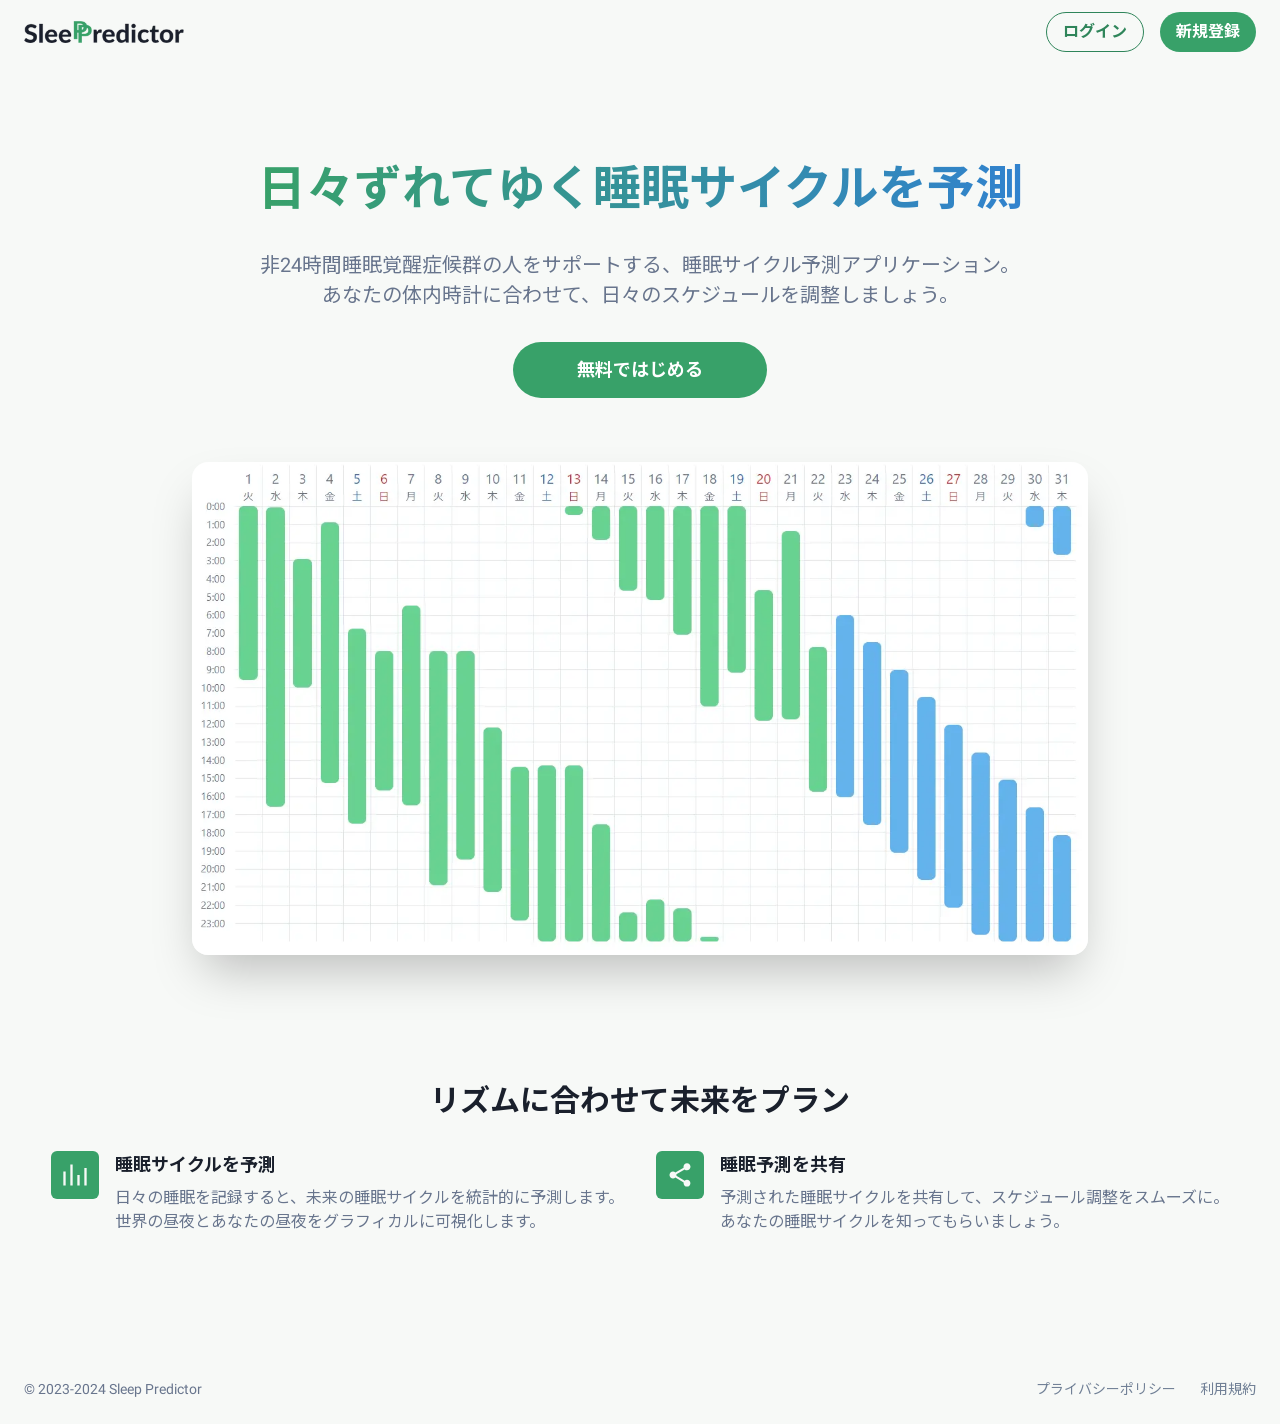 SleePPredictor
ログイン
新規登録
日々ずれてゆく睡眠サイクルを予測
非24時間睡眠覚醒症候群の人をサポートする、睡眠サイクル予測アプリケーション。
あなたの体内時計に合わせて、日々のスケジュールを調整しましょう。
無料ではじめる
1 2 3 4 5 6 7 8 9 10 11 12 13 14 15 16 17 18 19 20 21 22 23 24 25 26 27 28 29 30 31
火 水 木 金 土 日 月 火 水 木 金 土 日 月 火 水 木 金 土 日 月 火 水 木 金 土 日 月 火 水 木
0:00
1:00
2:00
3:00
4:00
5:00
6:00
7:00
8:00
9:00
10:00
11:00
12:00
13:00
14:00
15:00
16:00
17:00
18:00
19:00
20:00
21:00
22:00
23:00
リズムに合わせて未来をプラン
睡眠サイクルを予測
日々の睡眠を記録すると、未来の睡眠サイクルを統計的に予測します。
世界の昼夜とあなたの昼夜をグラフィカルに可視化します。
睡眠予測を共有
予測された睡眠サイクルを共有して、スケジュール調整をスムーズに。
あなたの睡眠サイクルを知ってもらいましょう。
© 2023-2024 Sleep Predictor
プライバシーポリシー
利用規約